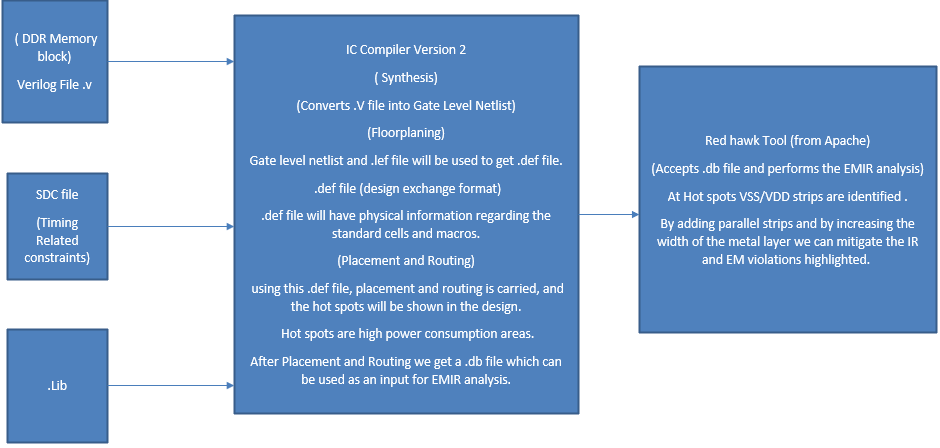 ( DDR Memory
block)
Verilog File .v
SDC file
(Timing
Related
constraints)
.Lib
IC Compiler Version 2
( Synthesis)
(Converts .V file into Gate Level Netlist)
(Floorplaning)
Gate level netlist and .lef file will be used to get .def file.
.def file (design exchange format)
.def file will have physical information regarding the
standard cells and macros.
(Placement and Routing)
using this .def file, placement and routing is carried, and
the hot spots will be shown in the design.
Hot spots are high power consumption areas.
After Placement and Routing we get a .db file which can
be used as an input for EMIR analysis.
Red hawk Tool (from Apache)
(Accepts .db file and performs the EMIR analysis)
At Hot spots VSS/VDD strips are identified .
By adding parallel strips and by increasing the
width of the metal layer we can mitigate the IR
and EM violations highlighted.